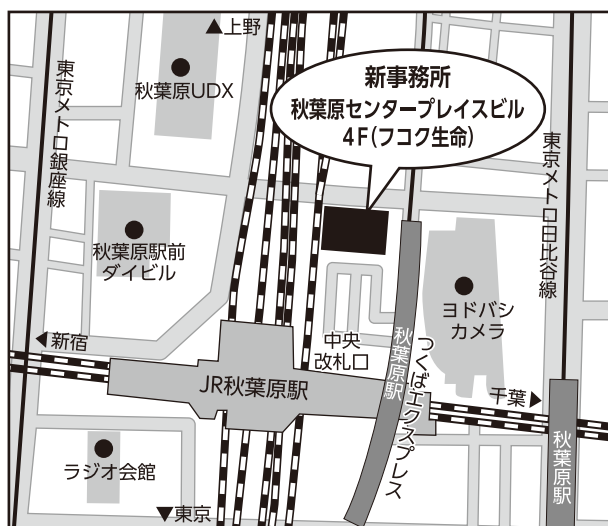 ▲上野
秋葉原UDX
新事務所
秋葉原センタープレイスビル
4F(フコク生命)
東京メトロ銀座線
東京メトロ日比谷線
秋葉原駅前
ダイビル
ヨドバシ
カメラ
◀新宿
中央
改札口
秋葉原駅
つくばエクスプレス
JR秋葉原駅
千葉▶
秋葉原駅
ラジオ会館
▼東京